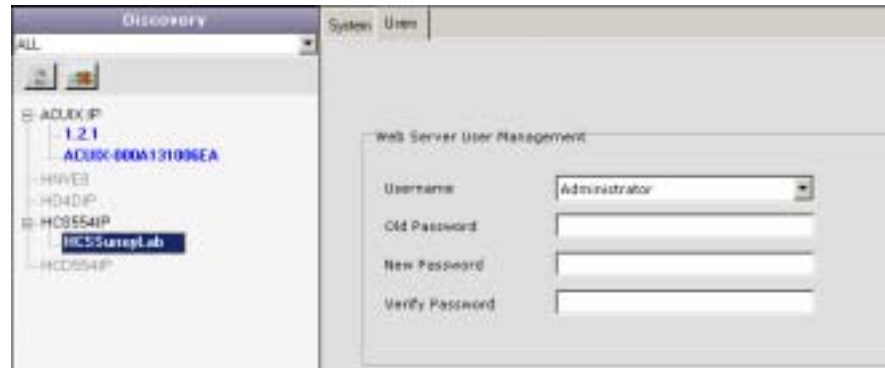 Discovery
ALL
ACUIX IP
1.2.1
ACUIX-000A131006EA
HNVE8
HD4DIP
HCS554IP
HCSSurreyLab
HCD554IP
System Users
Web Server User Management
Username Administrator
Old Password
New Password
Verify Password